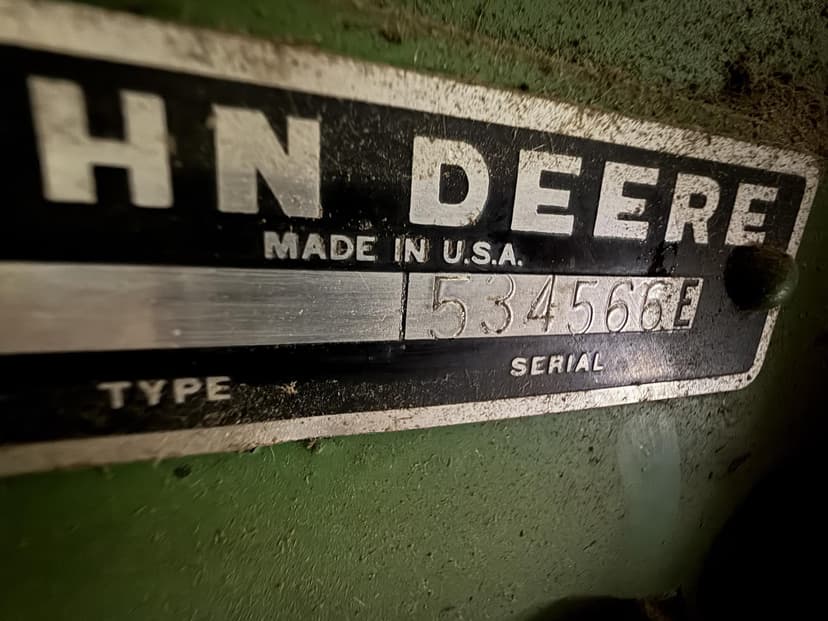 HN DEERE
MADE IN U.S.A.
534566E
TYPE
SERIAL